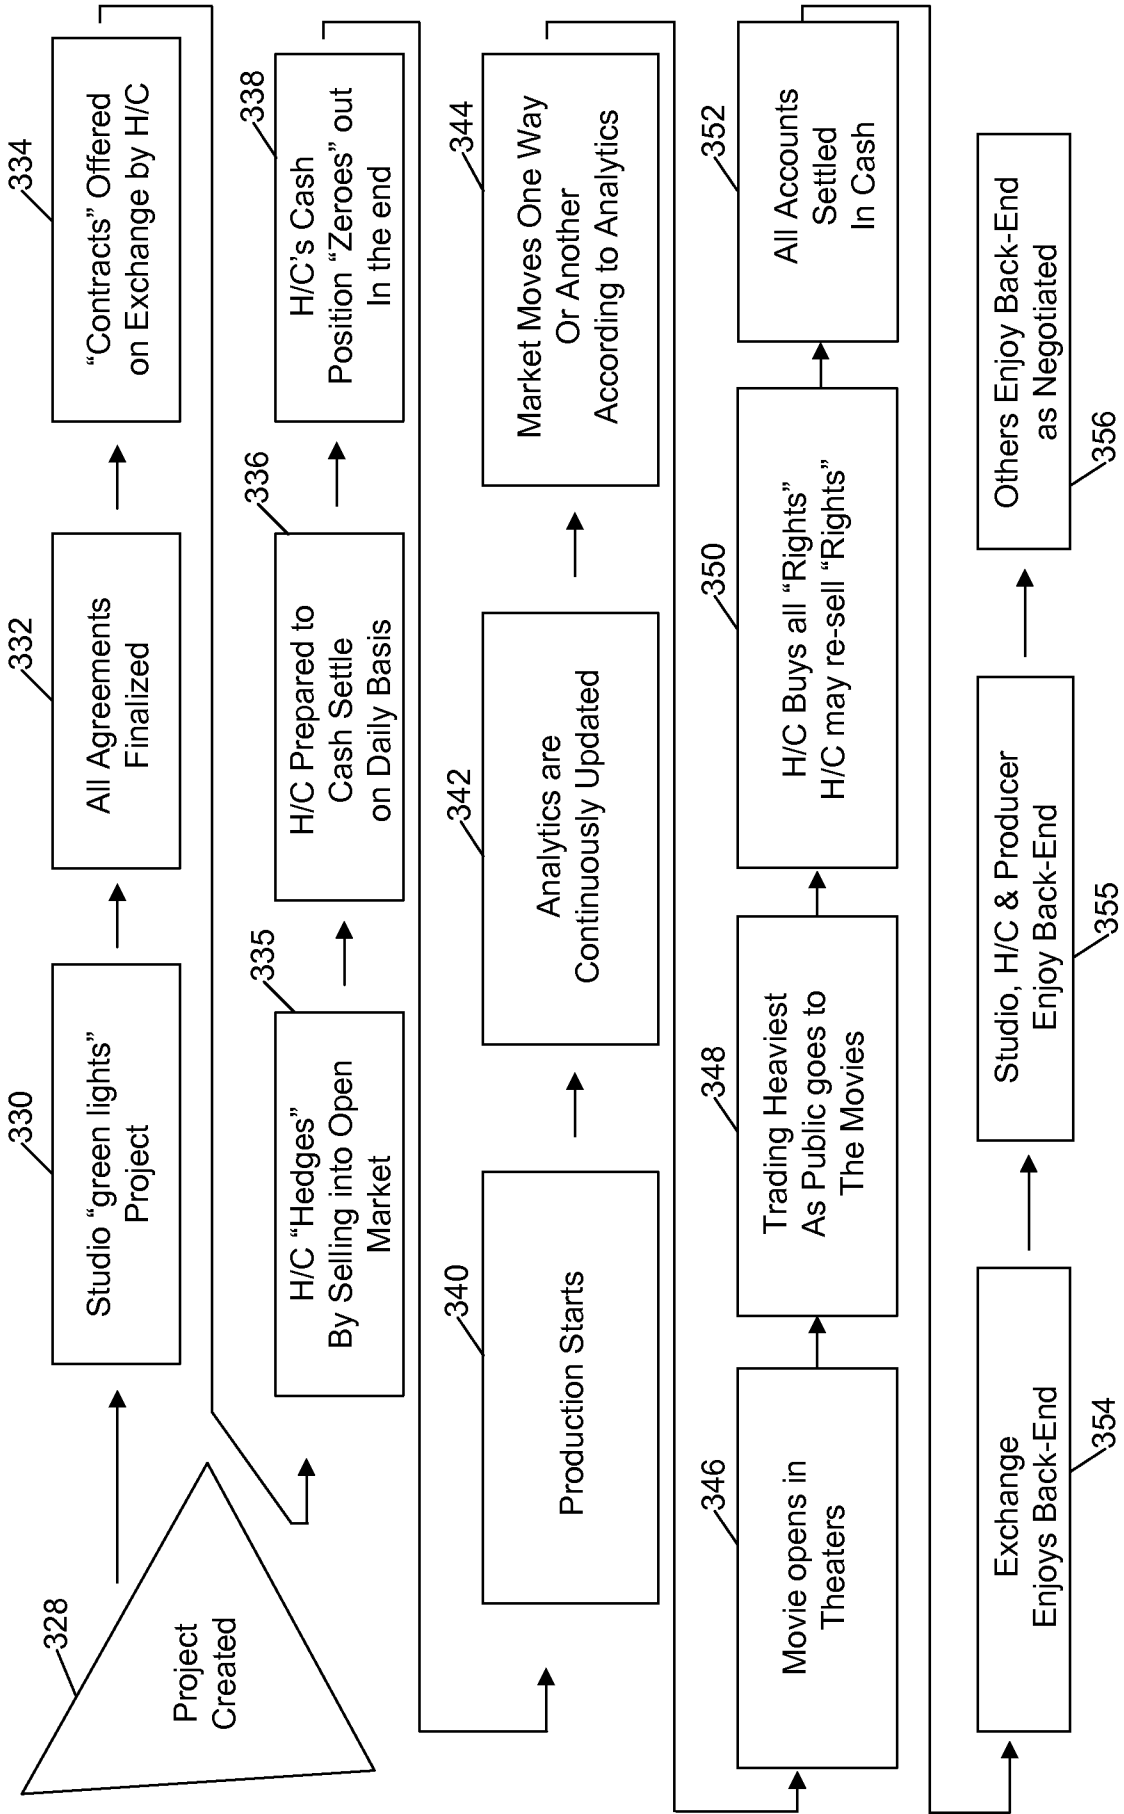 328
Project
Created
330
Studio “green lights”
Project
332
All Agreements
Finalized
334
“Contracts” Offered
on Exchange by H/C
335
H/C “Hedges”
By Selling into Open
Market
336
H/C Prepared to
Cash Settle
on Daily Basis
338
H/C’s Cash
Position “Zeroes” out
In the end
340
Production Starts
342
Analytics are
Continuously Updated
344
Market Moves One Way
Or Another
According to Analytics
346
Movie opens in
Theaters
348
Trading Heaviest
As Public goes to
The Movies
350
H/C Buys all “Rights”
H/C may re-sell “Rights”
352
All Accounts
Settled
In Cash
Exchange
Enjoys Back-End
354
Studio, H/C & Producer
Enjoy Back-End
355
Others Enjoy Back-End
as Negotiated
356